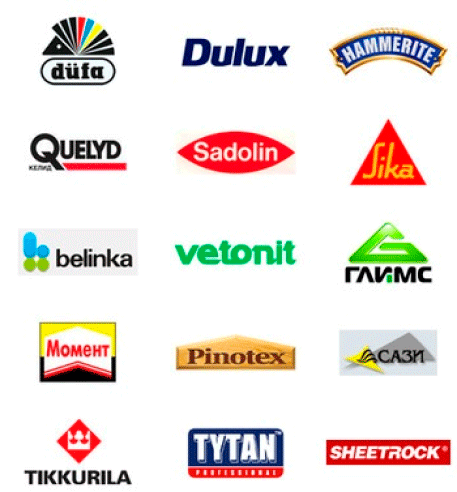 düfa
Dulux
HAMMERITE
QUELYD
КЕЛИД
Sadolin
Sika
belinka
vetonit
ГЛИМС
Момент
Pinotex
САЗИ
TIKKURILA
TYTAN
PROFESSIONAL
SHEETROCK®